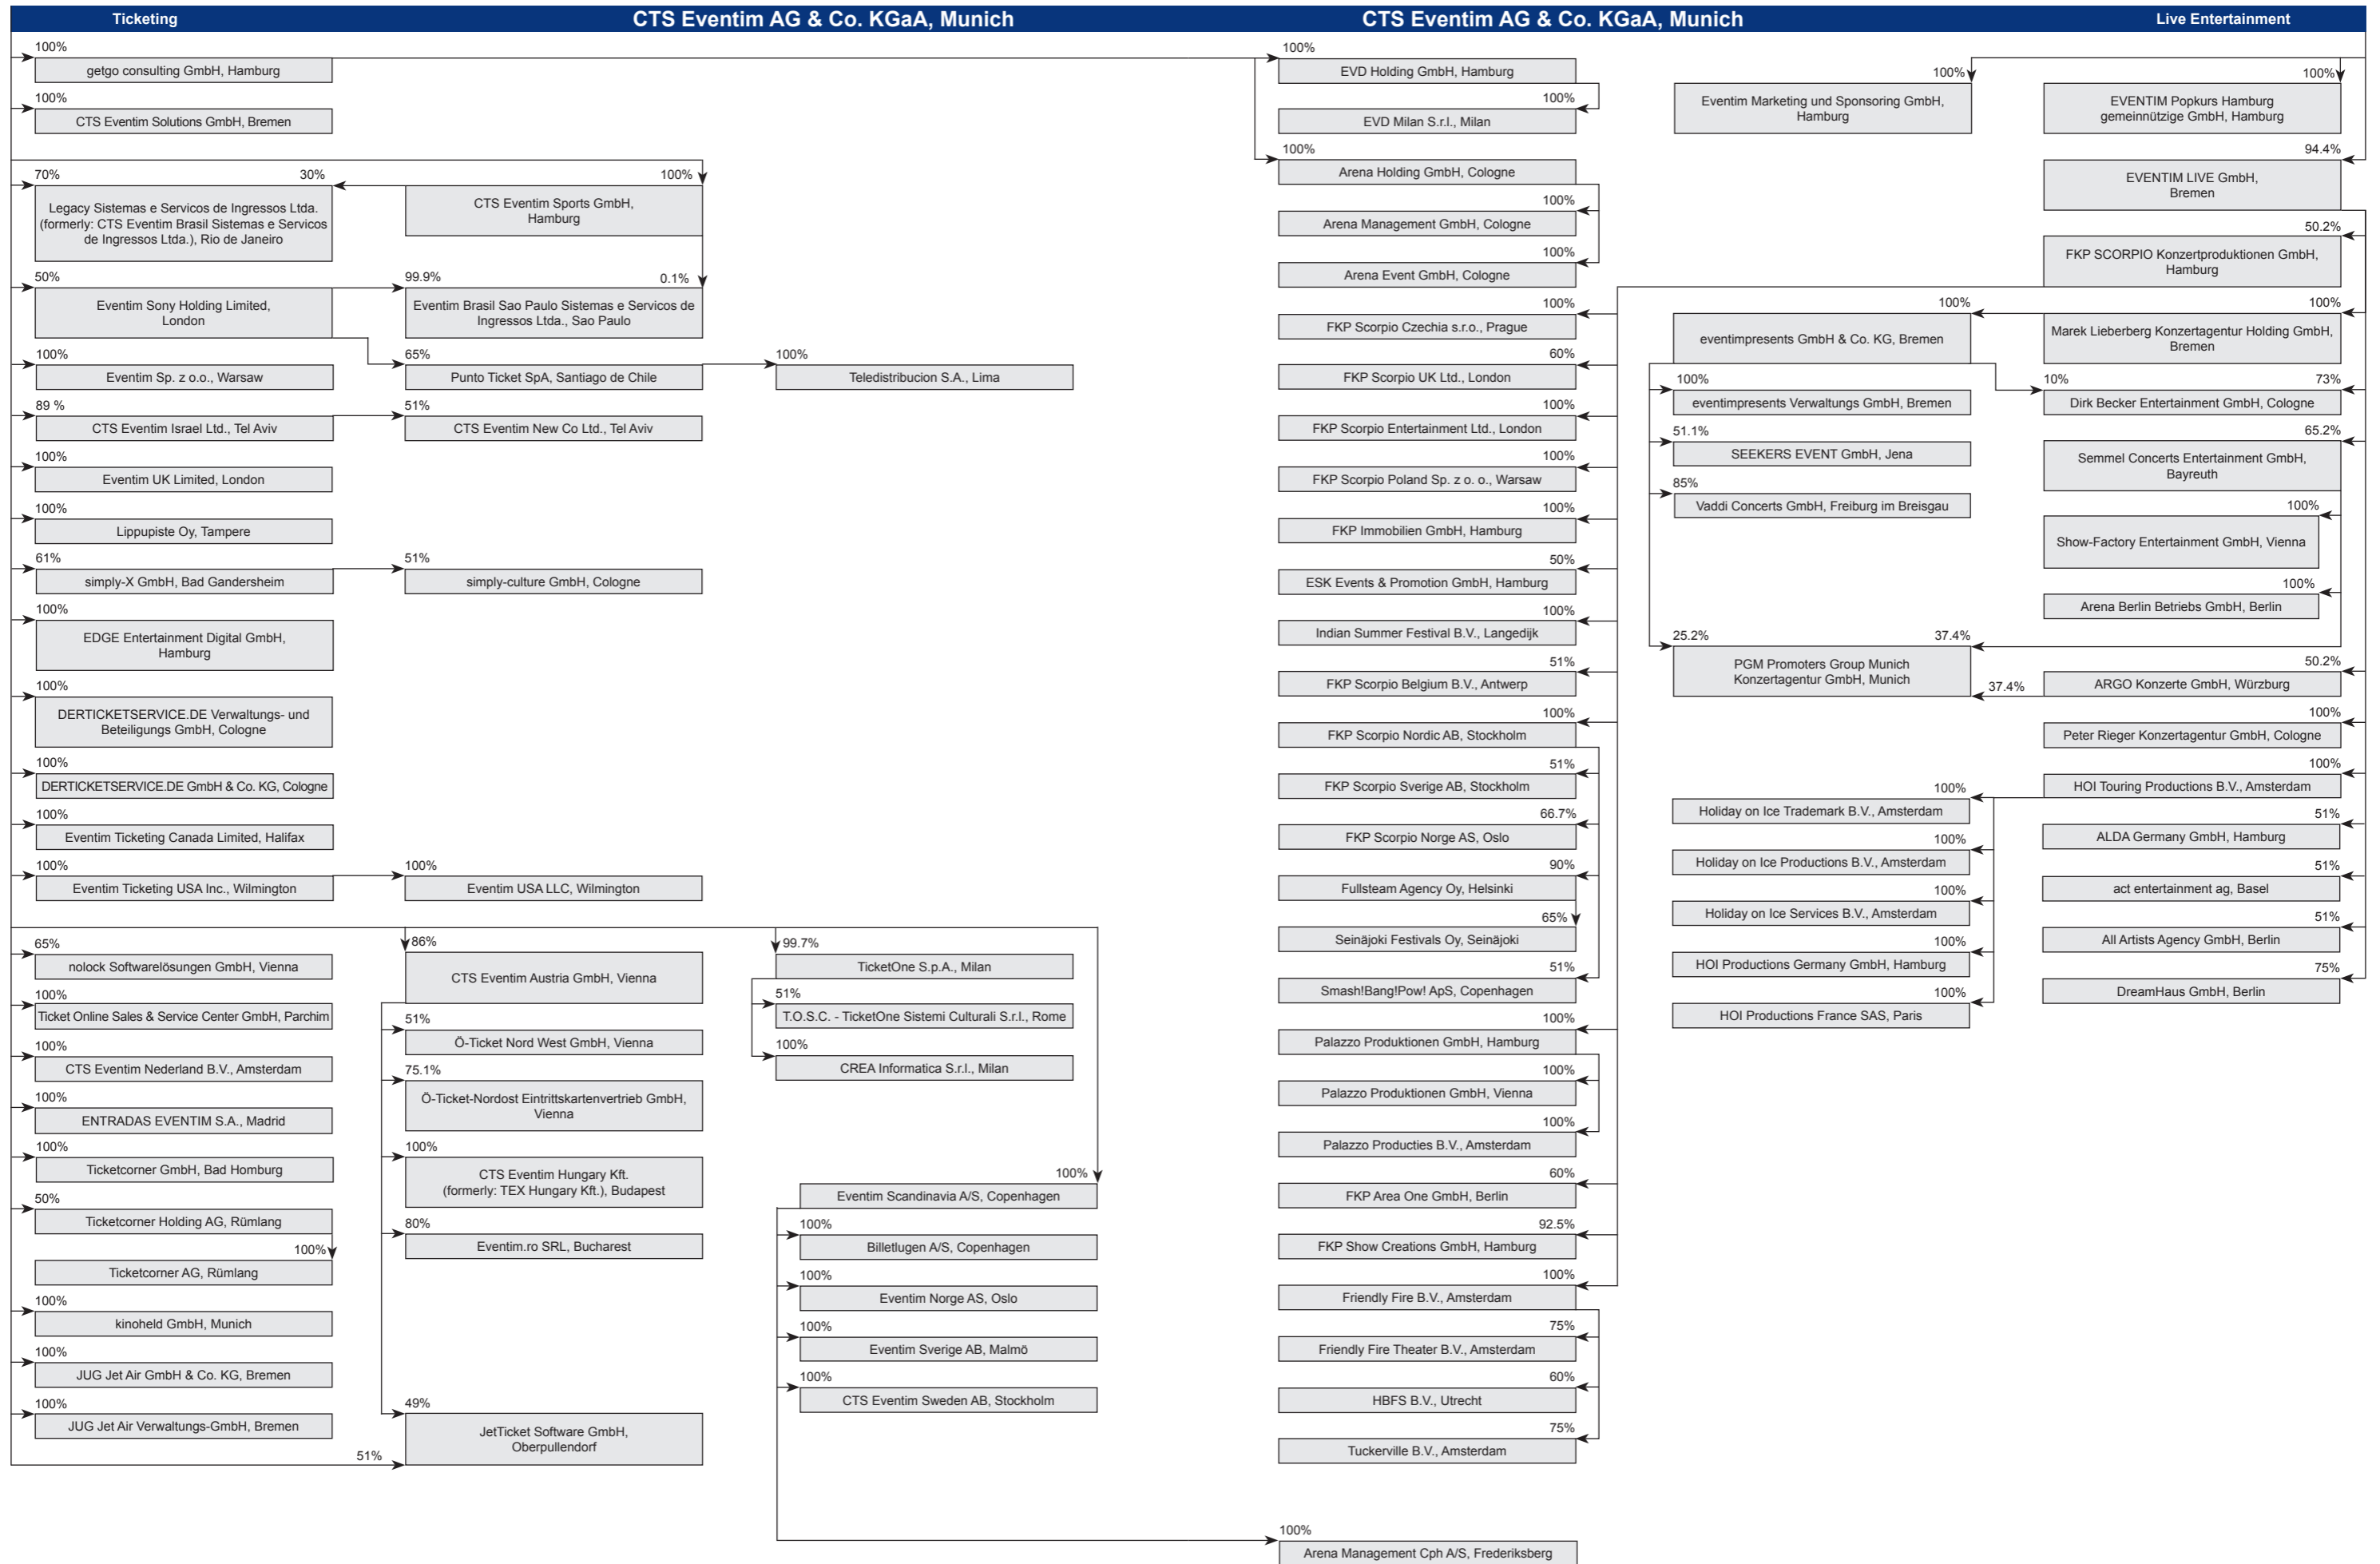 Ticketing
CTS Eventim AG & Co. KGaA, Munich
CTS Eventim AG & Co. KGaA, Munich
Live Entertainment
100%
getgo consulting GmbH, Hamburg
100%
CTS Eventim Solutions GmbH, Bremen
70%
30%
Legacy Sistemas e Servicos de Ingressos Ltda.
(formerly: CTS Eventim Brasil Sistemas e Servicos
de Ingressos Ltda.), Rio de Janeiro
100%
CTS Eventim Sports GmbH,
Hamburg
50%
Eventim Sony Holding Limited,
London
99.9%
0.1%
Eventim Brasil Sao Paulo Sistemas e Servicos de
Ingressos Ltda., Sao Paulo
100%
Eventim Sp. z o.o., Warsaw
65%
Punto Ticket SpA, Santiago de Chile
100%
Teledistribucion S.A., Lima
89 %
CTS Eventim Israel Ltd., Tel Aviv
51%
CTS Eventim New Co Ltd., Tel Aviv
100%
Eventim UK Limited, London
100%
Lippupiste Oy, Tampere
61%
simply-X GmbH, Bad Gandersheim
51%
simply-culture GmbH, Cologne
100%
EDGE Entertainment Digital GmbH,
Hamburg
100%
DERTICKETSERVICE.DE Verwaltungs- und
Beteiligungs GmbH, Cologne
100%
DERTICKETSERVICE.DE GmbH & Co. KG, Cologne
100%
Eventim Ticketing Canada Limited, Halifax
100%
Eventim Ticketing USA Inc., Wilmington
100%
Eventim USA LLC, Wilmington
65%
nolock Softwarelösungen GmbH, Vienna
100%
Ticket Online Sales & Service Center GmbH, Parchim
100%
CTS Eventim Nederland B.V., Amsterdam
100%
ENTRADAS EVENTIM S.A., Madrid
100%
Ticketcorner GmbH, Bad Homburg
50%
Ticketcorner Holding AG, Rümlang
100%
Ticketcorner AG, Rümlang
100%
kinoheld GmbH, Munich
100%
JUG Jet Air GmbH & Co. KG, Bremen
100%
JUG Jet Air Verwaltungs-GmbH, Bremen
86%
CTS Eventim Austria GmbH, Vienna
51%
Ö-Ticket Nord West GmbH, Vienna
75.1%
Ö-Ticket-Nordost Eintrittskartenvertrieb GmbH,
Vienna
100%
CTS Eventim Hungary Kft.
(formerly: TEX Hungary Kft.), Budapest
80%
Eventim.ro SRL, Bucharest
49%
51%
JetTicket Software GmbH,
Oberpullendorf
99.7%
TicketOne S.p.A., Milan
51%
T.O.S.C. - TicketOne Sistemi Culturali S.r.l., Rome
100%
CREA Informatica S.r.l., Milan
100%
Eventim Scandinavia A/S, Copenhagen
100%
Billetlugen A/S, Copenhagen
100%
Eventim Norge AS, Oslo
100%
Eventim Sverige AB, Malmö
100%
CTS Eventim Sweden AB, Stockholm
100%
EVD Holding GmbH, Hamburg
100%
EVD Milan S.r.l., Milan
100%
Arena Holding GmbH, Cologne
100%
Arena Management GmbH, Cologne
100%
Arena Event GmbH, Cologne
100%
FKP Scorpio Czechia s.r.o., Prague
60%
FKP Scorpio UK Ltd., London
100%
FKP Scorpio Entertainment Ltd., London
100%
FKP Scorpio Poland Sp. z o. o., Warsaw
100%
FKP Immobilien GmbH, Hamburg
50%
ESK Events & Promotion GmbH, Hamburg
100%
Indian Summer Festival B.V., Langedijk
51%
FKP Scorpio Belgium B.V., Antwerp
100%
FKP Scorpio Nordic AB, Stockholm
51%
FKP Scorpio Sverige AB, Stockholm
66.7%
FKP Scorpio Norge AS, Oslo
90%
Fullsteam Agency Oy, Helsinki
65%
Seinäjoki Festivals Oy, Seinäjoki
51%
Smash!Bang!Pow! ApS, Copenhagen
100%
Palazzo Produktionen GmbH, Hamburg
100%
Palazzo Produktionen GmbH, Vienna
100%
Palazzo Producties B.V., Amsterdam
60%
FKP Area One GmbH, Berlin
92.5%
FKP Show Creations GmbH, Hamburg
100%
Friendly Fire B.V., Amsterdam
75%
Friendly Fire Theater B.V., Amsterdam
60%
HBFS B.V., Utrecht
75%
Tuckerville B.V., Amsterdam
100%
Arena Management Cph A/S, Frederiksberg
100%
Eventim Marketing und Sponsoring GmbH,
Hamburg
100%
eventimpresents GmbH & Co. KG, Bremen
100%
eventimpresents Verwaltungs GmbH, Bremen
51.1%
SEEKERS EVENT GmbH, Jena
85%
Vaddi Concerts GmbH, Freiburg im Breisgau
25.2%
37.4%
PGM Promoters Group Munich
Konzertagentur GmbH, Munich
37.4%
100%
Holiday on Ice Trademark B.V., Amsterdam
100%
Holiday on Ice Productions B.V., Amsterdam
100%
Holiday on Ice Services B.V., Amsterdam
100%
HOI Productions Germany GmbH, Hamburg
100%
HOI Productions France SAS, Paris
100%
EVENTIM Popkurs Hamburg
gemeinnützige GmbH, Hamburg
94.4%
EVENTIM LIVE GmbH,
Bremen
50.2%
FKP SCORPIO Konzertproduktionen GmbH,
Hamburg
100%
Marek Lieberberg Konzertagentur Holding GmbH,
Bremen
10%
73%
Dirk Becker Entertainment GmbH, Cologne
65.2%
Semmel Concerts Entertainment GmbH,
Bayreuth
100%
Show-Factory Entertainment GmbH, Vienna
100%
Arena Berlin Betriebs GmbH, Berlin
50.2%
ARGO Konzerte GmbH, Würzburg
100%
Peter Rieger Konzertagentur GmbH, Cologne
100%
HOI Touring Productions B.V., Amsterdam
51%
ALDA Germany GmbH, Hamburg
51%
act entertainment ag, Basel
51%
All Artists Agency GmbH, Berlin
75%
DreamHaus GmbH, Berlin